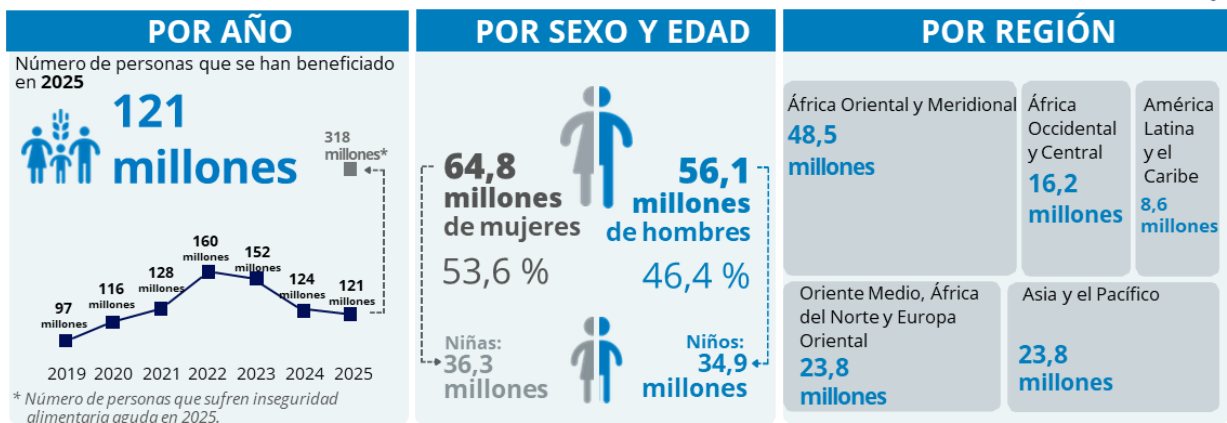 POR AÑO
Número de personas que se han beneficiado
en 2025
121
millones
318
millones*
160
millones
152
millones
128
millones
116
millones
124
millones
121
millones
97
millones
2019 2020 2021 2022 2023 2024 2025
* Número de personas que sufren inseguridad
alimentaria aguda en 2025.
POR SEXO Y EDAD
64,8
millones
de mujeres
53,6 %
56,1
millones
de hombres
46,4 %
Niñas:
36,3
millones
Niños:
34,9
millones
POR REGIÓN
África Oriental y Meridional
48,5
millones
África
Occidental
y Central
16,2
millones
América
Latina
y el
Caribe
8,6
millones
Oriente Medio, África
del Norte y Europa
Oriental
23,8
millones
Asia y el Pacífico
23,8
millones